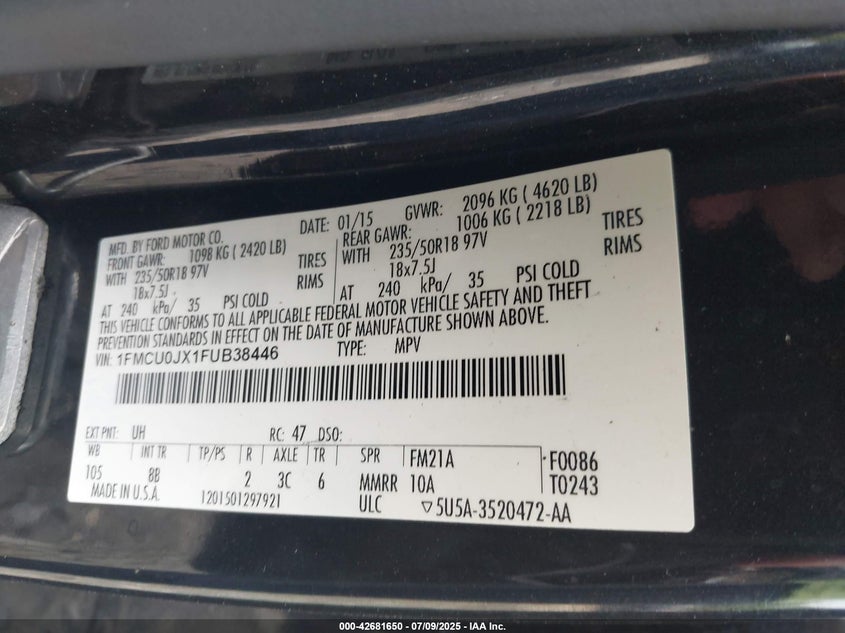 MFD. BY FORD MOTOR CO.
DATE: 01/15 GVWR: 2096 KG ( 4620 LB)
FRONT GAWR: 1098 KG ( 2420 LB)
REAR GAWR: 1006 KG ( 2218 LB)
WITH 235/50R18 97V TIRES
WITH 235/50R18 97V TIRES
18x7.5J RIMS
18x7.5J RIMS
AT 240 kPa/ 35 PSI COLD
AT 240 kPa/ 35 PSI COLD
THIS VEHICLE CONFORMS TO ALL APPLICABLE FEDERAL MOTOR VEHICLE SAFETY AND THEFT
PREVENTION STANDARDS IN EFFECT ON THE DATE OF MANUFACTURE SHOWN ABOVE.
VIN: 1FMCU0JX1FUB38446 TYPE: MPV
EXT PNT: UH RC: 47 DSO:
WB INT TR TP/PS R AXLE TR SPR FM21A F0086
105 8B 2 3C 6 MMRR 10A T0243
MADE IN U.S.A. 1201501297921 ULC ▽5U5A-3520472-AA
000-42681650 - 07/09/2025 - IAA Inc.